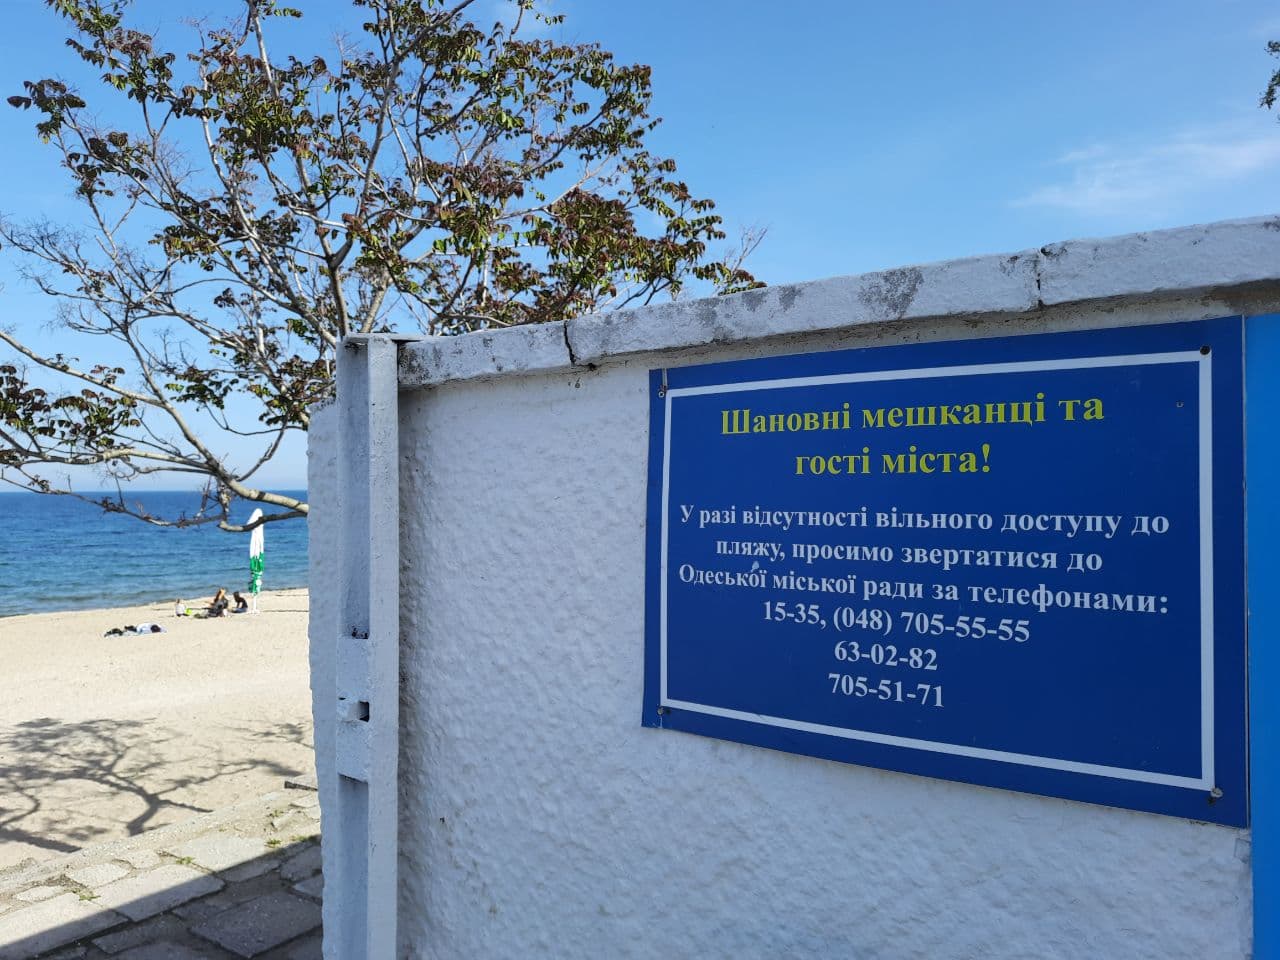 Шановні мешканці та
гості міста!
У разі відсутності вільного доступу до
пляжу, просимо звертатися до
Одеської міської ради за телефонами:
15-35, (048) 705-55-55
63-02-82
705-51-71